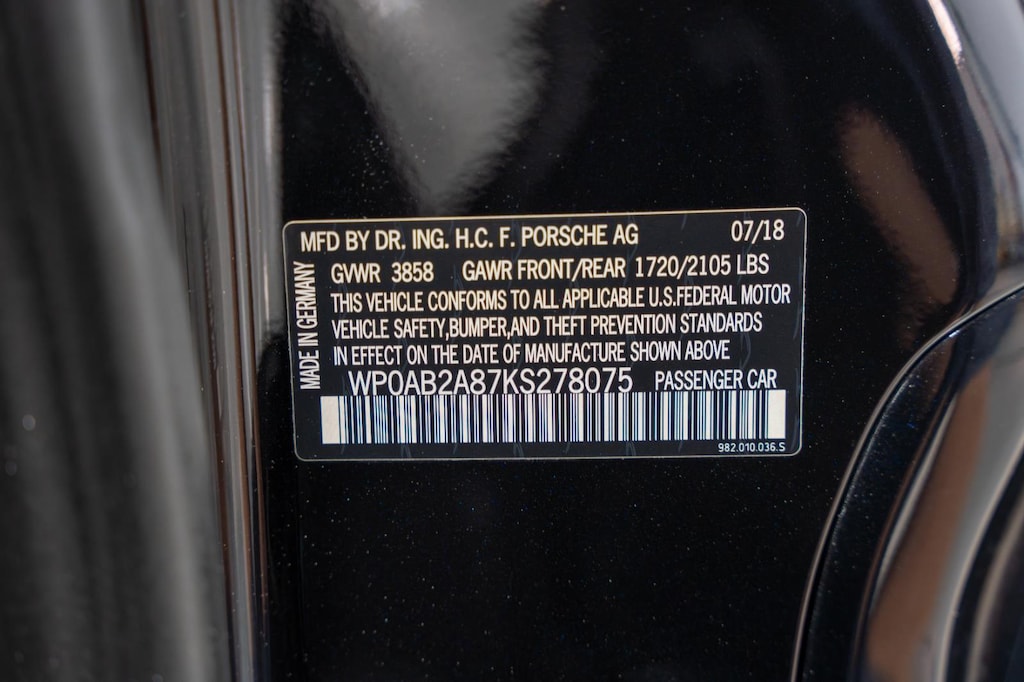 MFD BY DR. ING. H.C. F. PORSCHE AG 07/18
MADE IN GERMANY
GVWR 3858 GAWR FRONT/REAR 1720/2105 LBS
THIS VEHICLE CONFORMS TO ALL APPLICABLE U.S.FEDERAL MOTOR
VEHICLE SAFETY,BUMPER,AND THEFT PREVENTION STANDARDS
IN EFFECT ON THE DATE OF MANUFACTURE SHOWN ABOVE
WP0AB2A87KS278075 PASSENGER CAR
982.010.036.S